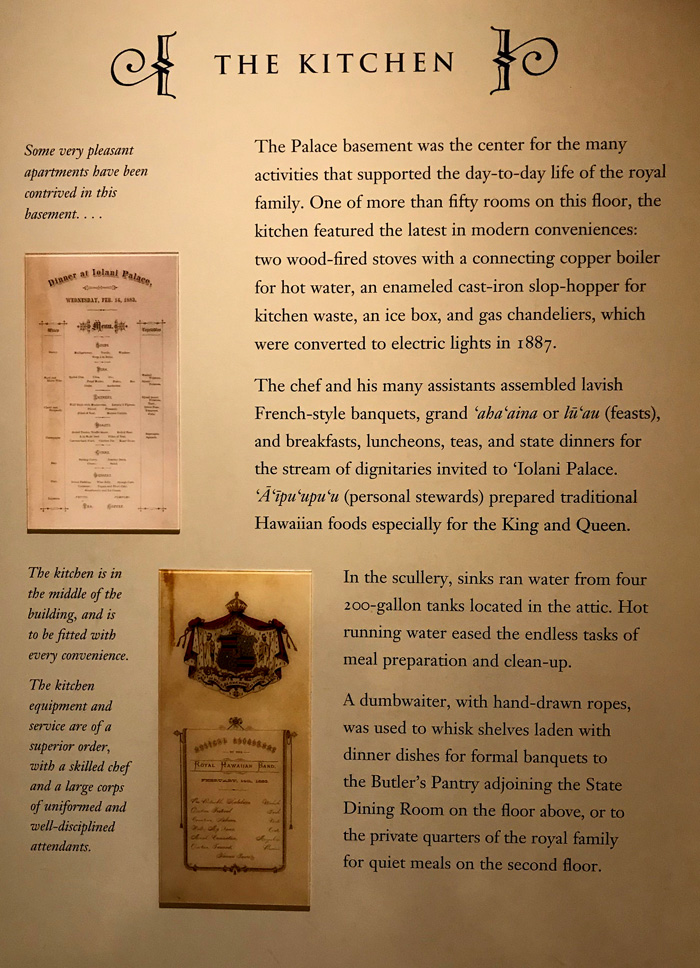 THE KITCHEN
Some very pleasant
apartments have been
contrived in this
basement. . . .
The Palace basement was the center for the many
activities that supported the day-to-day life of the royal
family. One of more than fifty rooms on this floor, the
kitchen featured the latest in modern conveniences:
two wood-fired stoves with a connecting copper boiler
for hot water, an enameled cast-iron slop-hopper for
kitchen waste, an ice box, and gas chandeliers, which
were converted to electric lights in 1887.
The chef and his many assistants assembled lavish
French-style banquets, grand ʻahaʻaina or lūʻau (feasts),
and breakfasts, luncheons, teas, and state dinners for
the stream of dignitaries invited to ʻIolani Palace.
ʻĀʻīpuʻupuʻu (personal stewards) prepared traditional
Hawaiian foods especially for the King and Queen.
Dinner at Iolani Palace,
WEDNESDAY, FEB. 14, 1883.
Menu.
The kitchen is in
the middle of the
building, and is
to be fitted with
every convenience.
The kitchen
equipment and
service are of a
superior order,
with a skilled chef
and a large corps
of uniformed and
well-disciplined
attendants.
ROYAL HAWAIIAN BAND.
In the scullery, sinks ran water from four
200-gallon tanks located in the attic. Hot
running water eased the endless tasks of
meal preparation and clean-up.
A dumbwaiter, with hand-drawn ropes,
was used to whisk shelves laden with
dinner dishes for formal banquets to
the Butler's Pantry adjoining the State
Dining Room on the floor above, or to
the private quarters of the royal family
for quiet meals on the second floor.